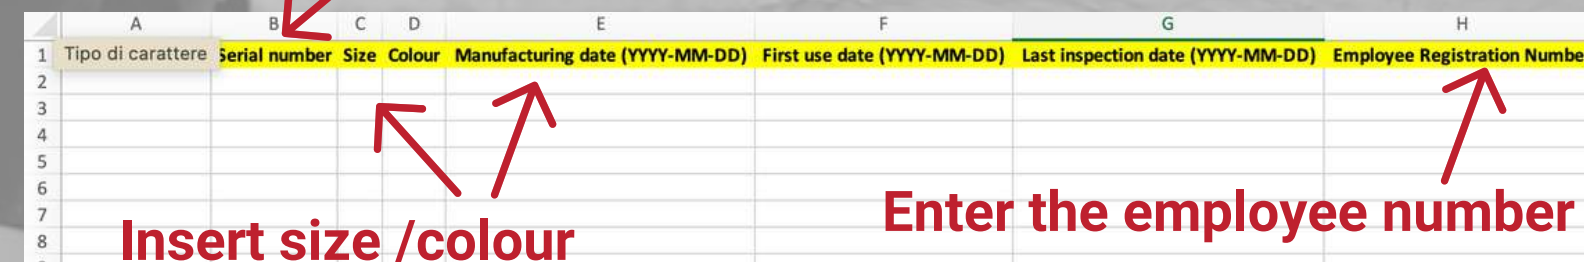 A B C D E F G H
1 Tipo di carattere Serial number Size Colour Manufacturing date (YYYY-MM-DD) First use date (YYYY-MM-DD) Last inspection date (YYYY-MM-DD) Employee Registration Numbe
2
3
4
5
6
7
8
Enter the employee number
Insert size /colour